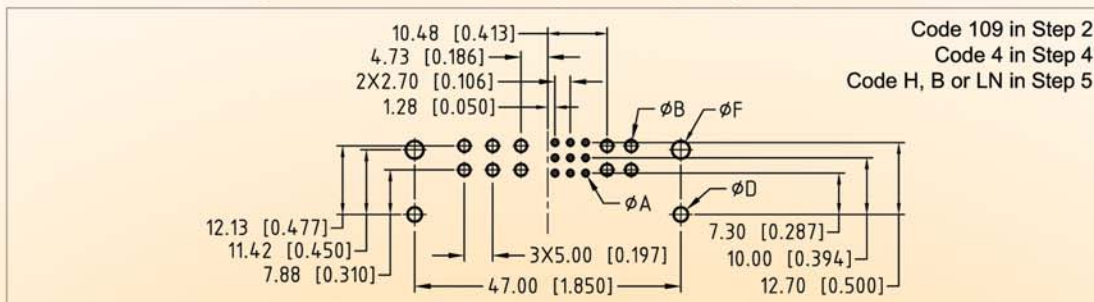 10.48 [0.413]
Code 109 in Step 2
4.73 [0.186]
Code 4 in Step 4
2X2.70 [0.106]
Code H, B or LN in Step 5
1.28 [0.050]
ØB
ØF
ØA
ØD
12.13 [0.477]
7.30 [0.287]
11.42 [0.450]
3X5.00 [0.197]
10.00 [0.394]
7.88 [0.310]
47.00 [1.850]
12.70 [0.500]